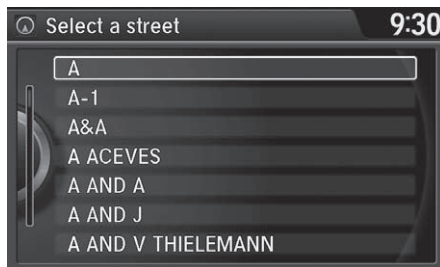 Select a street
9:30
A
A-1
A&A
A ACEVES
A AND A
A AND J
A AND V THIELEMANN